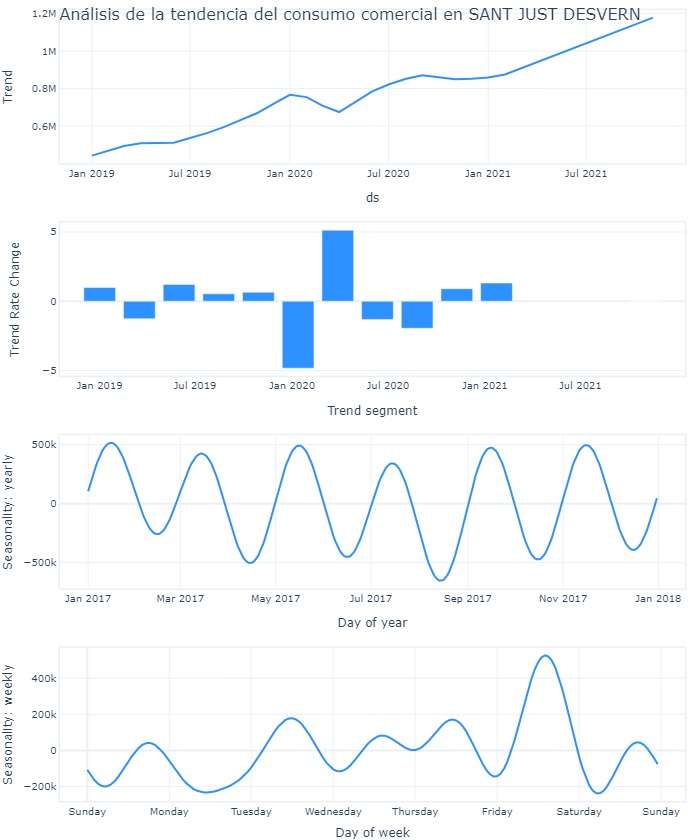 Análisis de la tendencia del consumo comercial en SANT JUST DESVERN
1.2M
1M
0.8M
0.6M
Trend
Jan 2019 Jul 2019 Jan 2020 Jul 2020 Jan 2021 Jul 2021
ds
5
0
−5
Trend Rate Change
Jan 2019 Jul 2019 Jan 2020 Jul 2020 Jan 2021 Jul 2021
Trend segment
500k
0
−500k
Seasonality: yearly
Jan 2017 Mar 2017 May 2017 Jul 2017 Sep 2017 Nov 2017 Jan 2018
Day of year
400k
200k
0
−200k
Seasonality: weekly
Sunday Monday Tuesday Wednesday Thursday Friday Saturday Sunday
Day of week